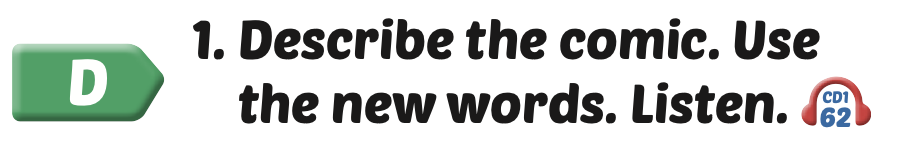 D
1. Describe the comic. Use
the new words. Listen.
CD1
62